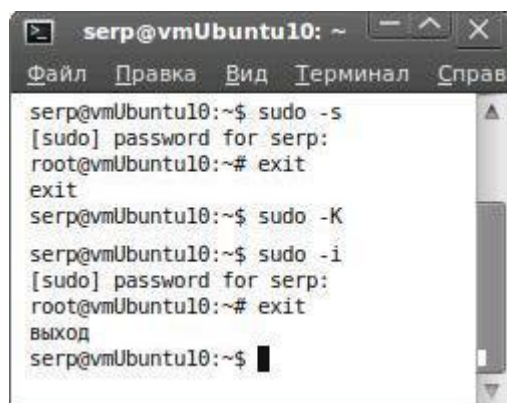 serp@vmUbuntu10: ~
Файл Правка Вид Терминал Справ
serp@vmUbuntu10:~$ sudo -s
[sudo] password for serp:
root@vmUbuntu10:~# exit
exit
serp@vmUbuntu10:~$ sudo -K
serp@vmUbuntu10:~$ sudo -i
[sudo] password for serp:
root@vmUbuntu10:~# exit
выход
serp@vmUbuntu10:~$